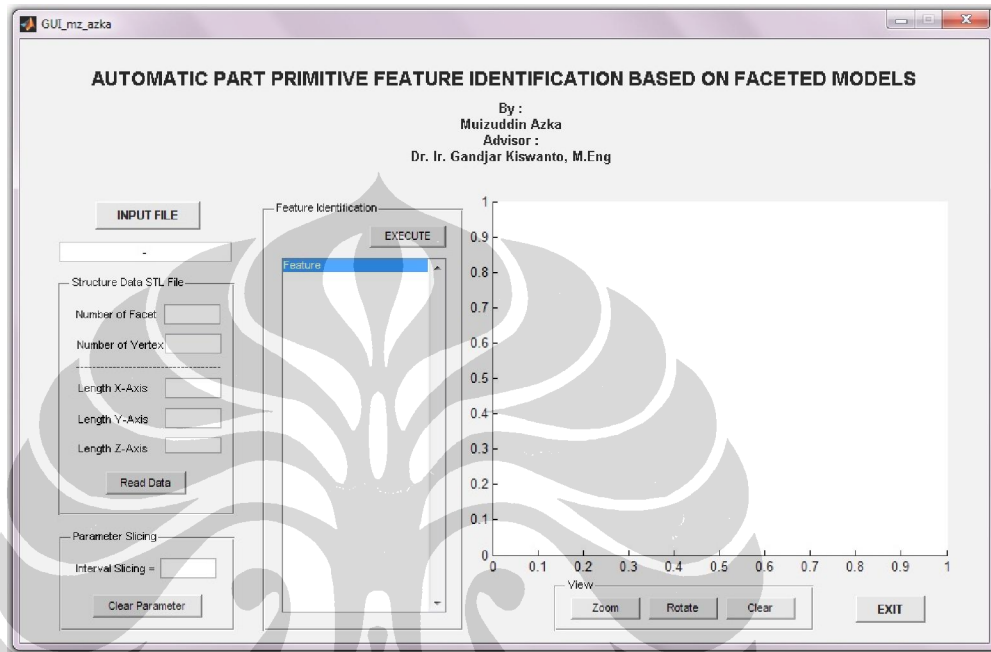 GUI_mz_azka
AUTOMATIC PART PRIMITIVE FEATURE IDENTIFICATION BASED ON FACETED MODELS
By :
Muizuddin Azka
Advisor :
Dr. Ir. Gandjar Kiswanto, M.Eng
INPUT FILE
-
Structure Data STL File
Number of Facet
Number of Vertex
--------------------------------------
Length X-Axis
Length Y-Axis
Length Z-Axis
Read Data
Parameter Slicing
Interval Slicing =
Clear Parameter
Feature Identification
EXECUTE
Feature
1
0.9
0.8
0.7
0.6
0.5
0.4
0.3
0.2
0.1
0
0 0.1 0.2 0.3 0.4 0.5 0.6 0.7 0.8 0.9 1
View
Zoom Rotate Clear
EXIT